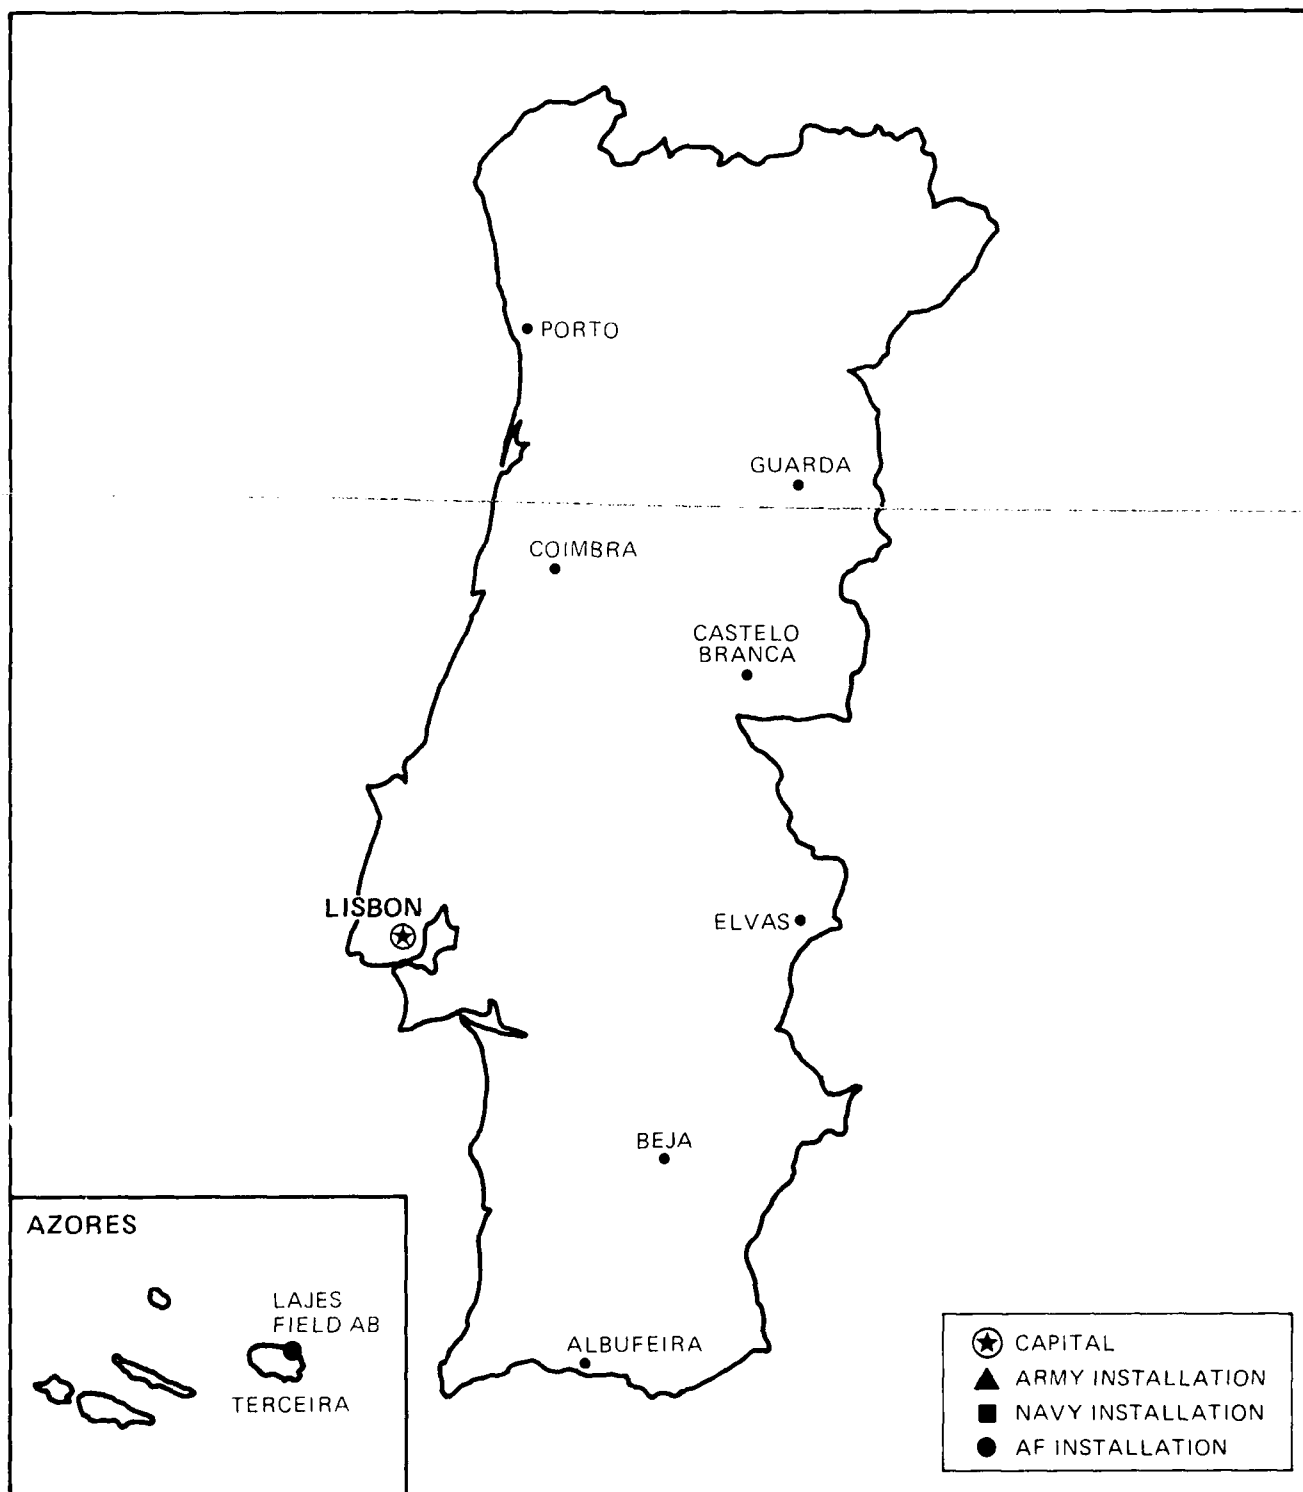 PORTO
GUARDA
COIMBRA
CASTELO
BRANCA
LISBON
ELVAS
BEJA
AZORES
LAJES
FIELD AB
TERCEIRA
ALBUFEIRA
CAPITAL
ARMY INSTALLATION
NAVY INSTALLATION
AF INSTALLATION